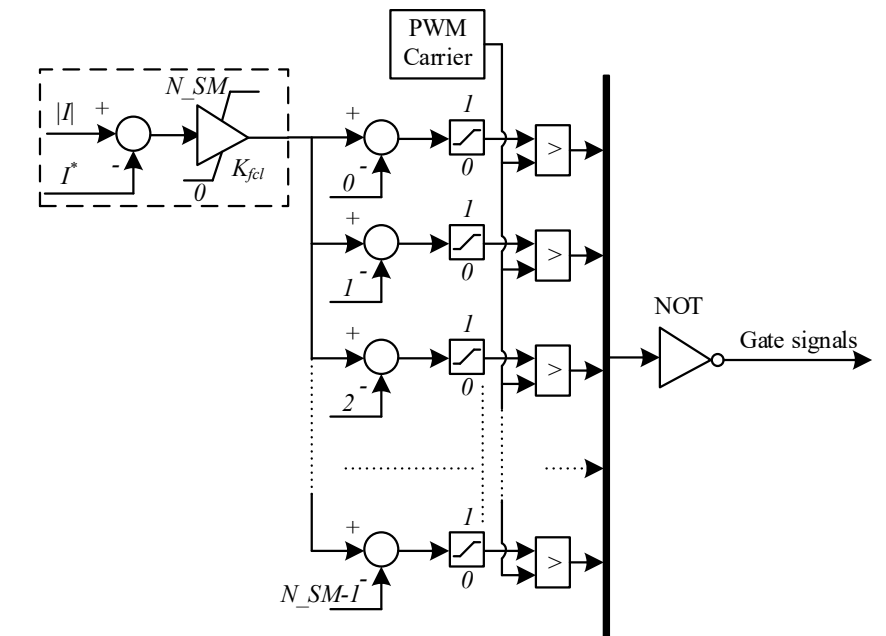 PWM
Carrier
N_SM
|I|
+
-
I*
0
K_fcl
+
-
0
1
0
>
+
-
1
1
0
>
+
-
2
1
0
>
NOT
Gate signals
+
-
N_SM-1
1
0
>